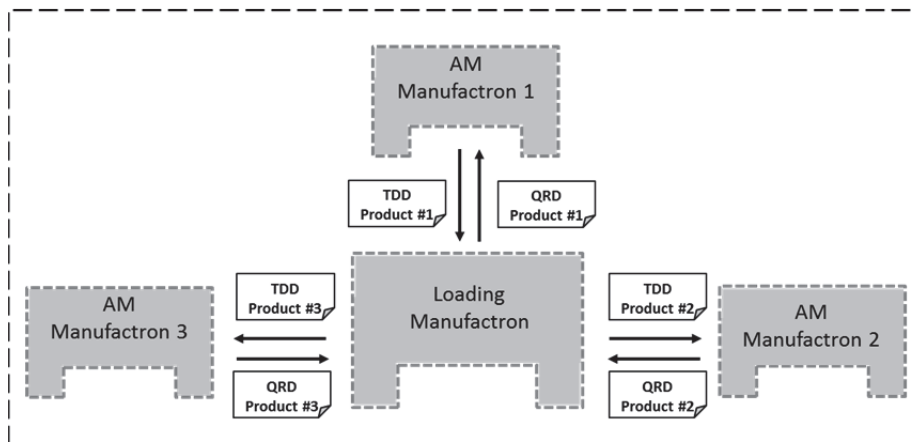 AM
Manufactron 1
TDD
Product #1
QRD
Product #1
AM
Manufactron 3
TDD
Product #3
QRD
Product #3
Loading
Manufactron
TDD
Product #2
QRD
Product #2
AM
Manufactron 2